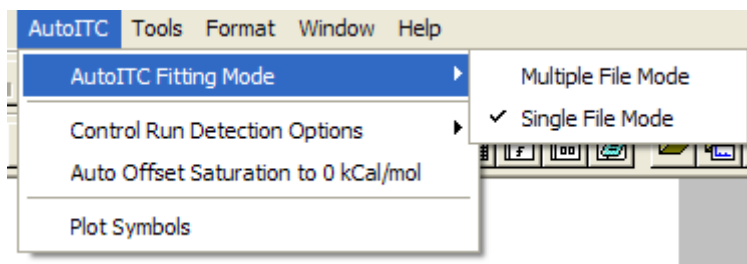 AutoITC Tools Format Window Help
AutoITC Fitting Mode
Multiple File Mode
Single File Mode
Control Run Detection Options
Auto Offset Saturation to 0 kCal/mol
Plot Symbols